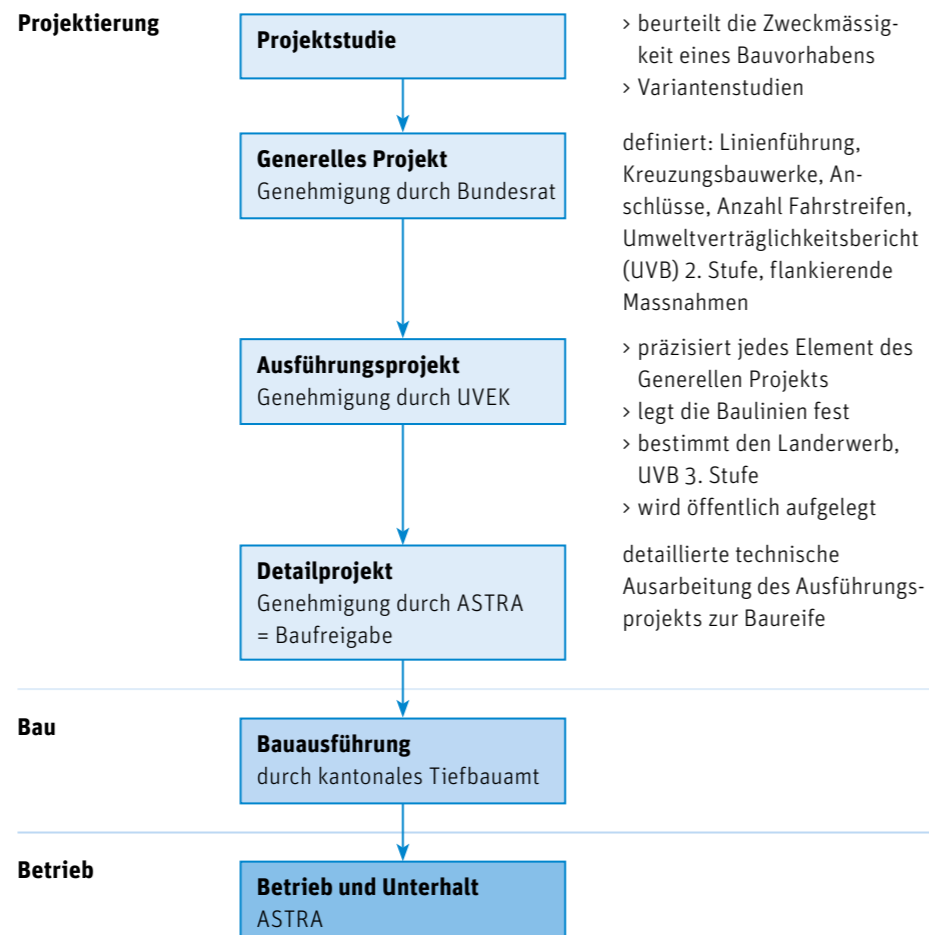 Projektierung
Projektstudie
> beurteilt die Zweckmässig-
keit eines Bauvorhabens
> Variantenstudien
Generelles Projekt
Genehmigung durch Bundesrat
definiert: Linienführung,
Kreuzungsbauwerke, An-
schlüsse, Anzahl Fahrstreifen,
Umweltverträglichkeitsbericht
(UVB) 2. Stufe, flankierende
Massnahmen
Ausführungsprojekt
Genehmigung durch UVEK
> präzisiert jedes Element des
Generellen Projekts
> legt die Baulinien fest
> bestimmt den Landerwerb,
UVB 3. Stufe
> wird öffentlich aufgelegt
Detailprojekt
Genehmigung durch ASTRA
= Baufreigabe
detaillierte technische
Ausarbeitung des Ausführungs-
projekts zur Baureife
Bau
Bauausführung
durch kantonales Tiefbauamt
Betrieb
Betrieb und Unterhalt
ASTRA